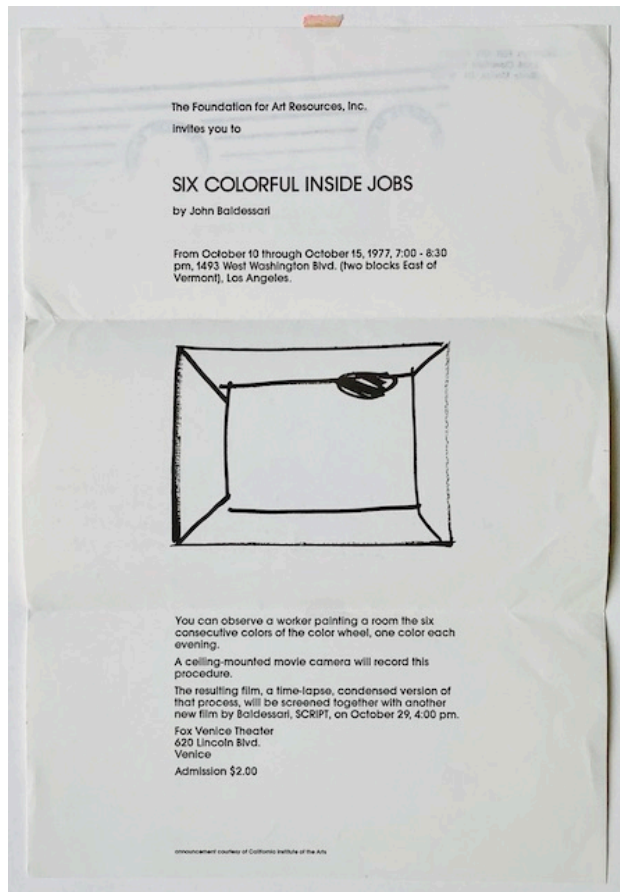 The Foundation for Art Resources, Inc.
invites you to
SIX COLORFUL INSIDE JOBS
by John Baldessari
From October 10 through October 15, 1977, 7:00 - 8:30
pm, 1493 West Washington Blvd. (two blocks East of
Vermont), Los Angeles.
You can observe a worker painting a room the six
consecutive colors of the color wheel, one color each
evening.
A ceiling-mounted movie camera will record this
procedure.
The resulting film, a time-lapse, condensed version of
that process, will be screened together with another
new film by Baldessari, SCRIPT, on October 29, 4:00 pm.
Fox Venice Theater
620 Lincoln Blvd.
Venice
Admission $2.00
announcement courtesy of California Institute of the Arts